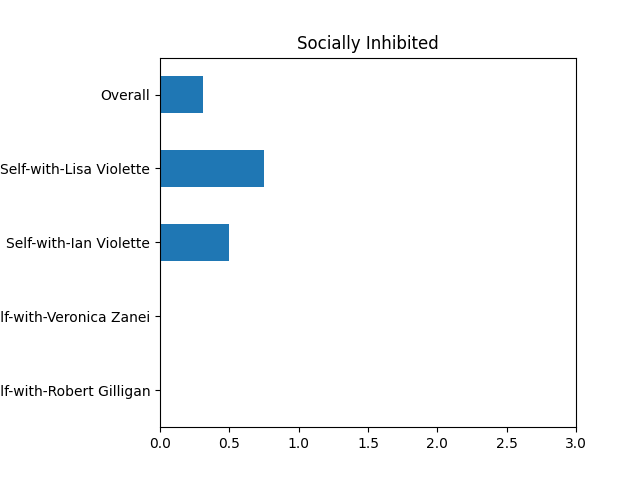 Socially Inhibited
Overall
Self-with-Lisa Violette
Self-with-Ian Violette
lf-with-Veronica Zanei
lf-with-Robert Gilligan
0.0 0.5 1.0 1.5 2.0 2.5 3.0